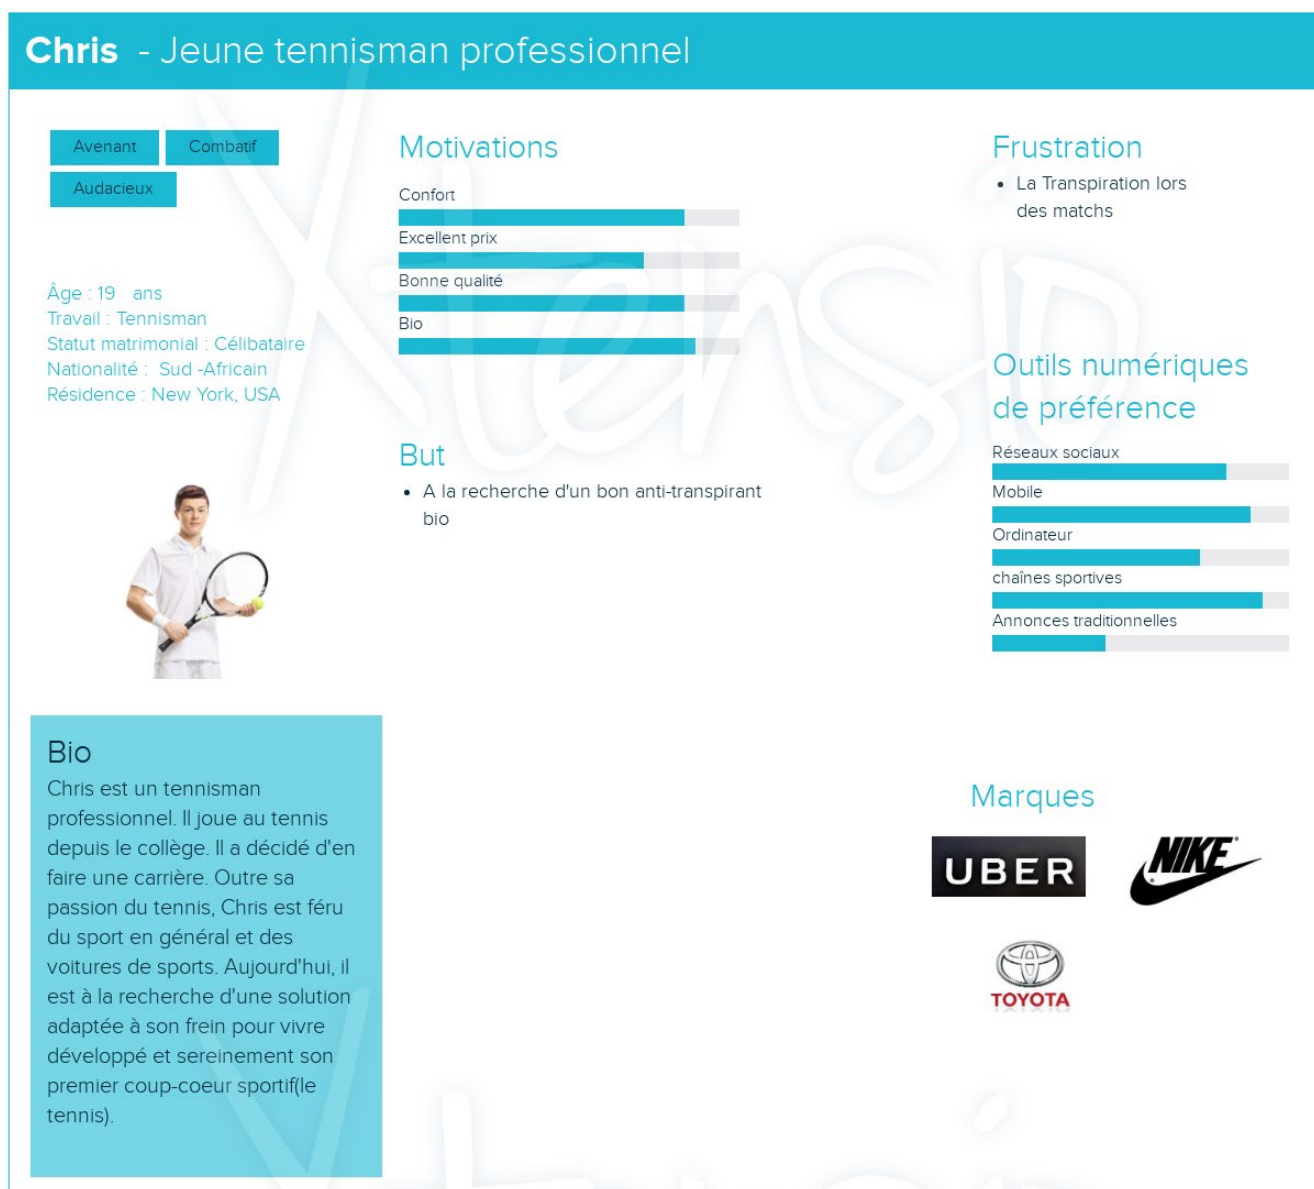 Chris - Jeune tennisman professionnel
Avenant
Combatif
Audacieux
Âge : 19 ans
Travail : Tennisman
Statut matrimonial : Célibataire
Nationalité : Sud -Africain
Résidence : New York, USA
Bio
Chris est un tennisman
professionnel. Il joue au tennis
depuis le collège. Il a décidé d'en
faire une carrière. Outre sa
passion du tennis, Chris est féru
du sport en général et des
voitures de sports. Aujourd'hui, il
est à la recherche d'une solution
adaptée à son frein pour vivre
développé et sereinement son
premier coup-coeur sportif(le
tennis).
Motivations
Confort
Excellent prix
Bonne qualité
Bio
But
A la recherche d'un bon anti-transpirant
bio
Frustration
La Transpiration lors
des matchs
Outils numériques
de préférence
Réseaux sociaux
Mobile
Ordinateur
chaînes sportives
Annonces traditionnelles
Marques
UBER
NIKE
TOYOTA
Xtensio